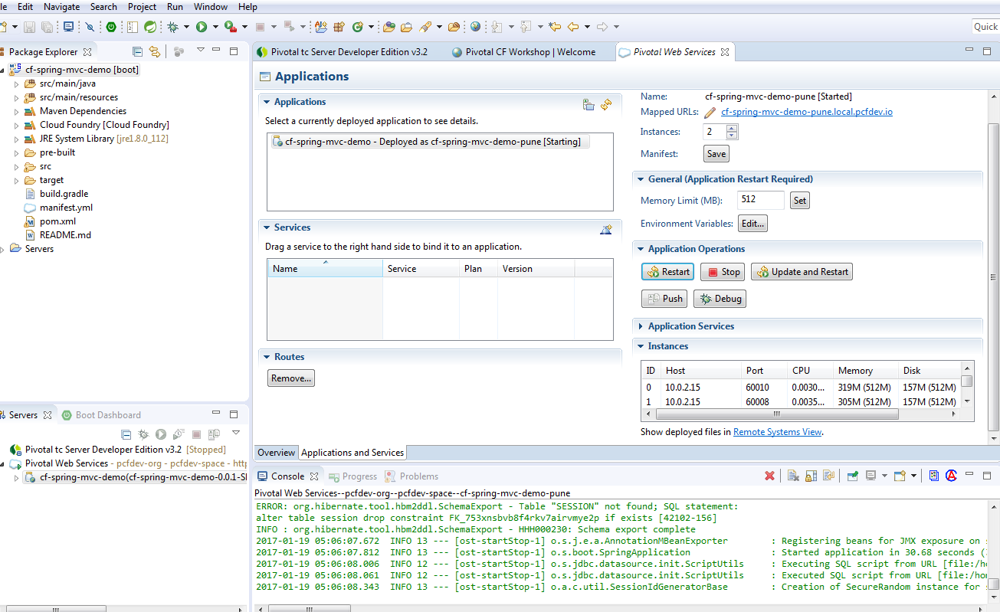 le Edit Navigate Search Project Run Window Help
Quick
Package Explorer
cf-spring-mvc-demo [boot]
src/main/java
src/main/resources
Maven Dependencies
Cloud Foundry [Cloud Foundry]
JRE System Library [jre1.8.0_112]
pre-built
src
target
build.gradle
manifest.yml
pom.xml
README.md
Servers
Servers Boot Dashboard
Pivotal tc Server Developer Edition v3.2 [Stopped]
Pivotal Web Services - pcfdev-org - pcfdev-space - htt
cf-spring-mvc-demo(cf-spring-mvc-demo-0.0.1-S
Pivotal tc Server Developer Edition v3.2 Pivotal CF Workshop | Welcome Pivotal Web Services
Applications
Applications
Select a currently deployed application to see details.
cf-spring-mvc-demo - Deployed as cf-spring-mvc-demo-pune [Starting]
Services
Drag a service to the right hand side to bind it to an application.
Name Service Plan Version
Routes
Remove...
Name: cf-spring-mvc-demo-pune [Started]
Mapped URLs: cf-spring-mvc-demo-pune.local.pcfdev.io
Instances: 2
Manifest: Save
General (Application Restart Required)
Memory Limit (MB): 512 Set
Environment Variables: Edit...
Application Operations
Restart Stop Update and Restart
Push Debug
Application Services
Instances
ID Host Port CPU Memory Disk
0 10.0.2.15 60010 0.0030... 319M (512M) 157M (512M)
1 10.0.2.15 60008 0.0035... 305M (512M) 157M (512M)
Show deployed files in Remote Systems View.
Overview Applications and Services
Console Progress Problems
Pivotal Web Services--pcfdev-org--pcfdev-space--cf-spring-mvc-demo-pune
ERROR: org.hibernate.tool.hbm2ddl.SchemaExport - Table "SESSION" not found; SQL statement:
alter table session drop constraint FK_753xnsbvb8f4rkv7airvmye2p if exists [42102-156]
INFO : org.hibernate.tool.hbm2ddl.SchemaExport - HHH000230: Schema export complete
2017-01-19 05:06:07.672 INFO 13 --- [ost-startStop-1] o.s.j.e.a.AnnotationMBeanExporter : Registering beans for JMX exposure on s
2017-01-19 05:06:07.812 INFO 13 --- [ost-startStop-1] o.s.boot.SpringApplication : Started application in 30.68 seconds (
2017-01-19 05:06:08.006 INFO 12 --- [ost-startStop-1] o.s.jdbc.datasource.init.ScriptUtils : Executing SQL script from URL [file:/ho
2017-01-19 05:06:08.061 INFO 12 --- [ost-startStop-1] o.s.jdbc.datasource.init.ScriptUtils : Executed SQL script from URL [file:/hom
2017-01-19 05:06:08.343 INFO 13 --- [ost-startStop-1] o.a.c.util.SessionIdGeneratorBase : Creation of SecureRandom instance for s